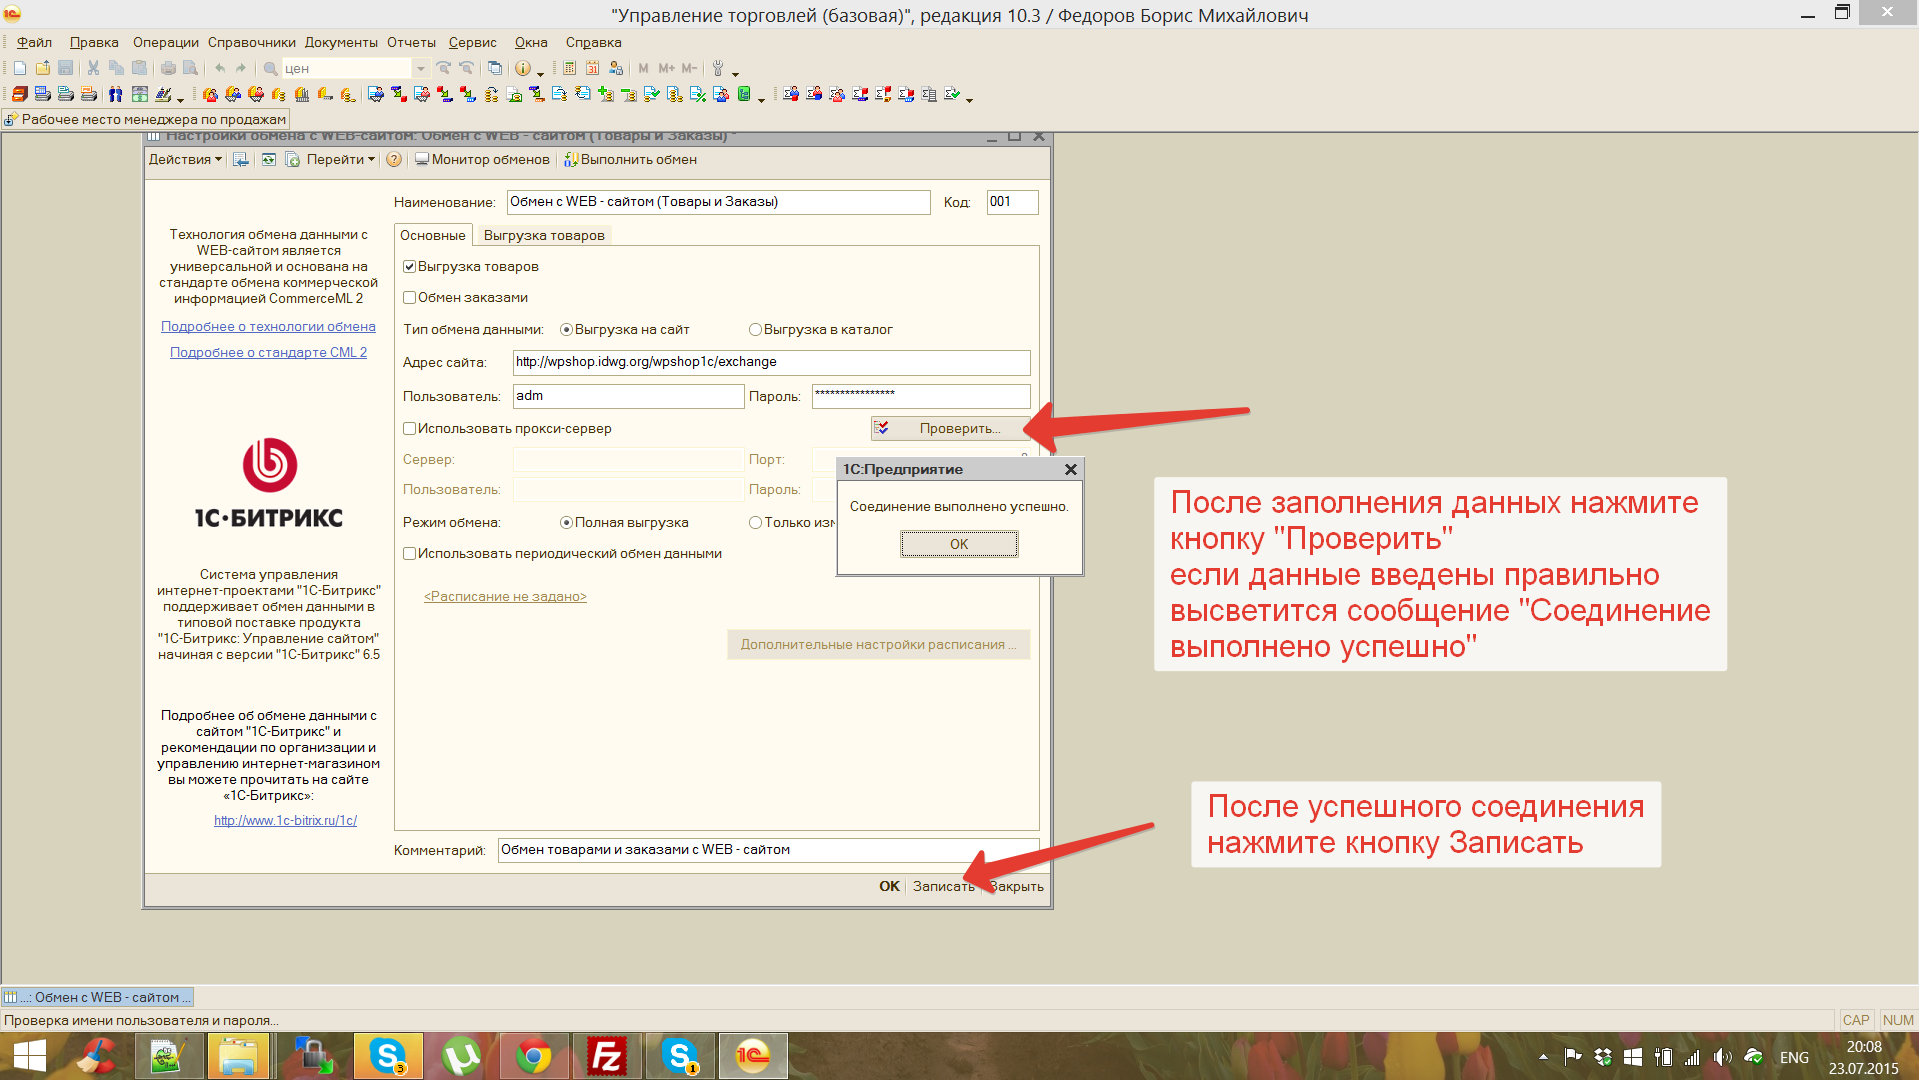 "Управление торговлей (базовая)", редакция 10.3 / Федоров Борис Михайлович
Файл Правка Операции Справочники Документы Отчеты Сервис Окна Справка
цен
M M+ M-
Рабочее место менеджера по продажам
Настройки обмена с WEB-сайтом: Обмен с WEB - сайтом (Товары и Заказы) *
Действия Перейти Монитор обменов Выполнить обмен
Наименование: Обмен с WEB - сайтом (Товары и Заказы) Код: 001
Основные Выгрузка товаров
Технология обмена данными с
WEB-сайтом является
универсальной и основана на
стандарте обмена коммерческой
информацией CommerceML 2
Подробнее о технологии обмена
Подробнее о стандарте CML 2
1С·БИТРИКС
Система управления
интернет-проектами "1С-Битрикс"
поддерживает обмен данными в
типовой поставке продукта
"1С-Битрикс: Управление сайтом"
начиная с версии "1С-Битрикс" 6.5
Подробнее об обмене данными с
сайтом "1С-Битрикс" и
рекомендации по организации и
управлению интернет-магазином
вы можете прочитать на сайте
«1С-Битрикс»:
http://www.1c-bitrix.ru/1c/
Выгрузка товаров
Обмен заказами
Тип обмена данными: Выгрузка на сайт Выгрузка в каталог
Адрес сайта: http://wpshop.idwg.org/wpshop1c/exchange
Пользователь: adm Пароль: ****************
Использовать прокси-сервер Проверить...
Сервер: Порт:
Пользователь: Пароль:
Режим обмена: Полная выгрузка Только изм
Использовать периодический обмен данными
<Расписание не задано>
Дополнительные настройки расписания ...
1С:Предприятие
Соединение выполнено успешно.
OK
После заполнения данных нажмите
кнопку "Проверить"
если данные введены правильно
высветится сообщение "Соединение
выполнено успешно"
После успешного соединения
нажмите кнопку Записать
Комментарий: Обмен товарами и заказами с WEB - сайтом
OK Записать Закрыть
...: Обмен с WEB - сайтом ...
Проверка имени пользователя и пароля... CAP NUM
3
1
ENG
20:08
23.07.2015